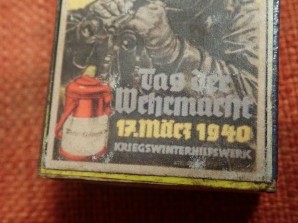 Tag der
Wehrmacht
17. März 1940
KRIEGSWINTERHILFSWERK